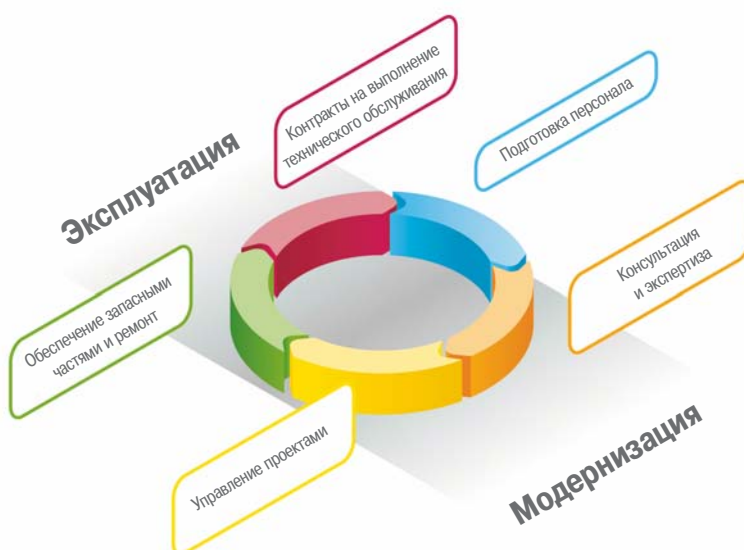 Контракты на выполнение
технического обслуживания
Подготовка персонала
Эксплуатация
Консультация
и экспертиза
Обеспечение запасными
частями и ремонт
Управление проектами
Модернизация